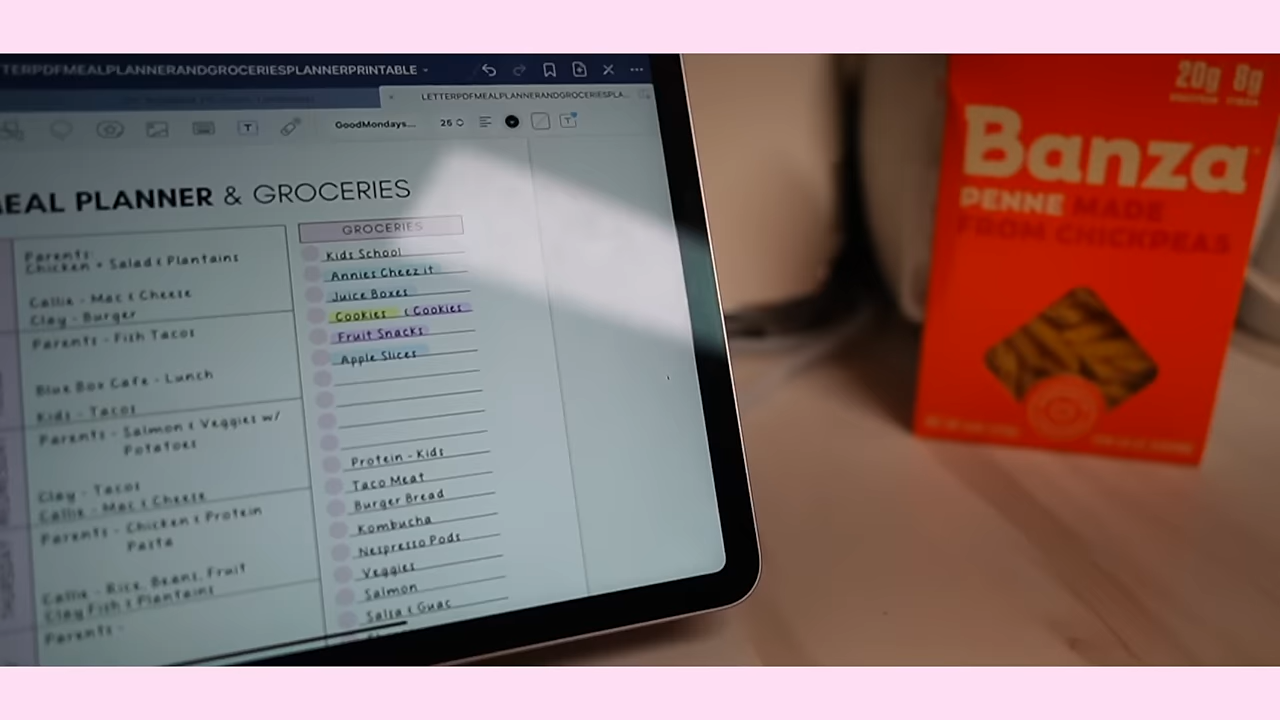 TERPDFMEALPLANNERANDGROCERIESPLANNERPRINTABLE
LETTERPDFMEALPLANNERANDGROCERIESPLA...
GoodMondays...
25
MEAL PLANNER & GROCERIES
Parents:
Chicken + Salad & Plantains
Callie - Mac & Cheese
Clay - Burger
Parents - Fish Tacos
Blue Box Cafe - Lunch
Kids - Tacos
Parents - Salmon & Veggies w/
Potatoes
Clay - Tacos
Callie - Mac & Cheese
Parents - Chicken & Protein
Pasta
Callie - Rice, Beans, Fruit
Clay Fish & Plantains
Parents -
GROCERIES
Kids School
Annies Cheez it
Juice Boxes
Cookies & Cookies
Fruit Snacks
Apple Slices
Protein - Kids
Taco Meat
Burger Bread
Kombucha
Nespresso Pods
Veggies
Salmon
Salsa & Guac
20g 8g
PROTEIN FIBER
Banza
PENNE MADE
FROM CHICKPEAS